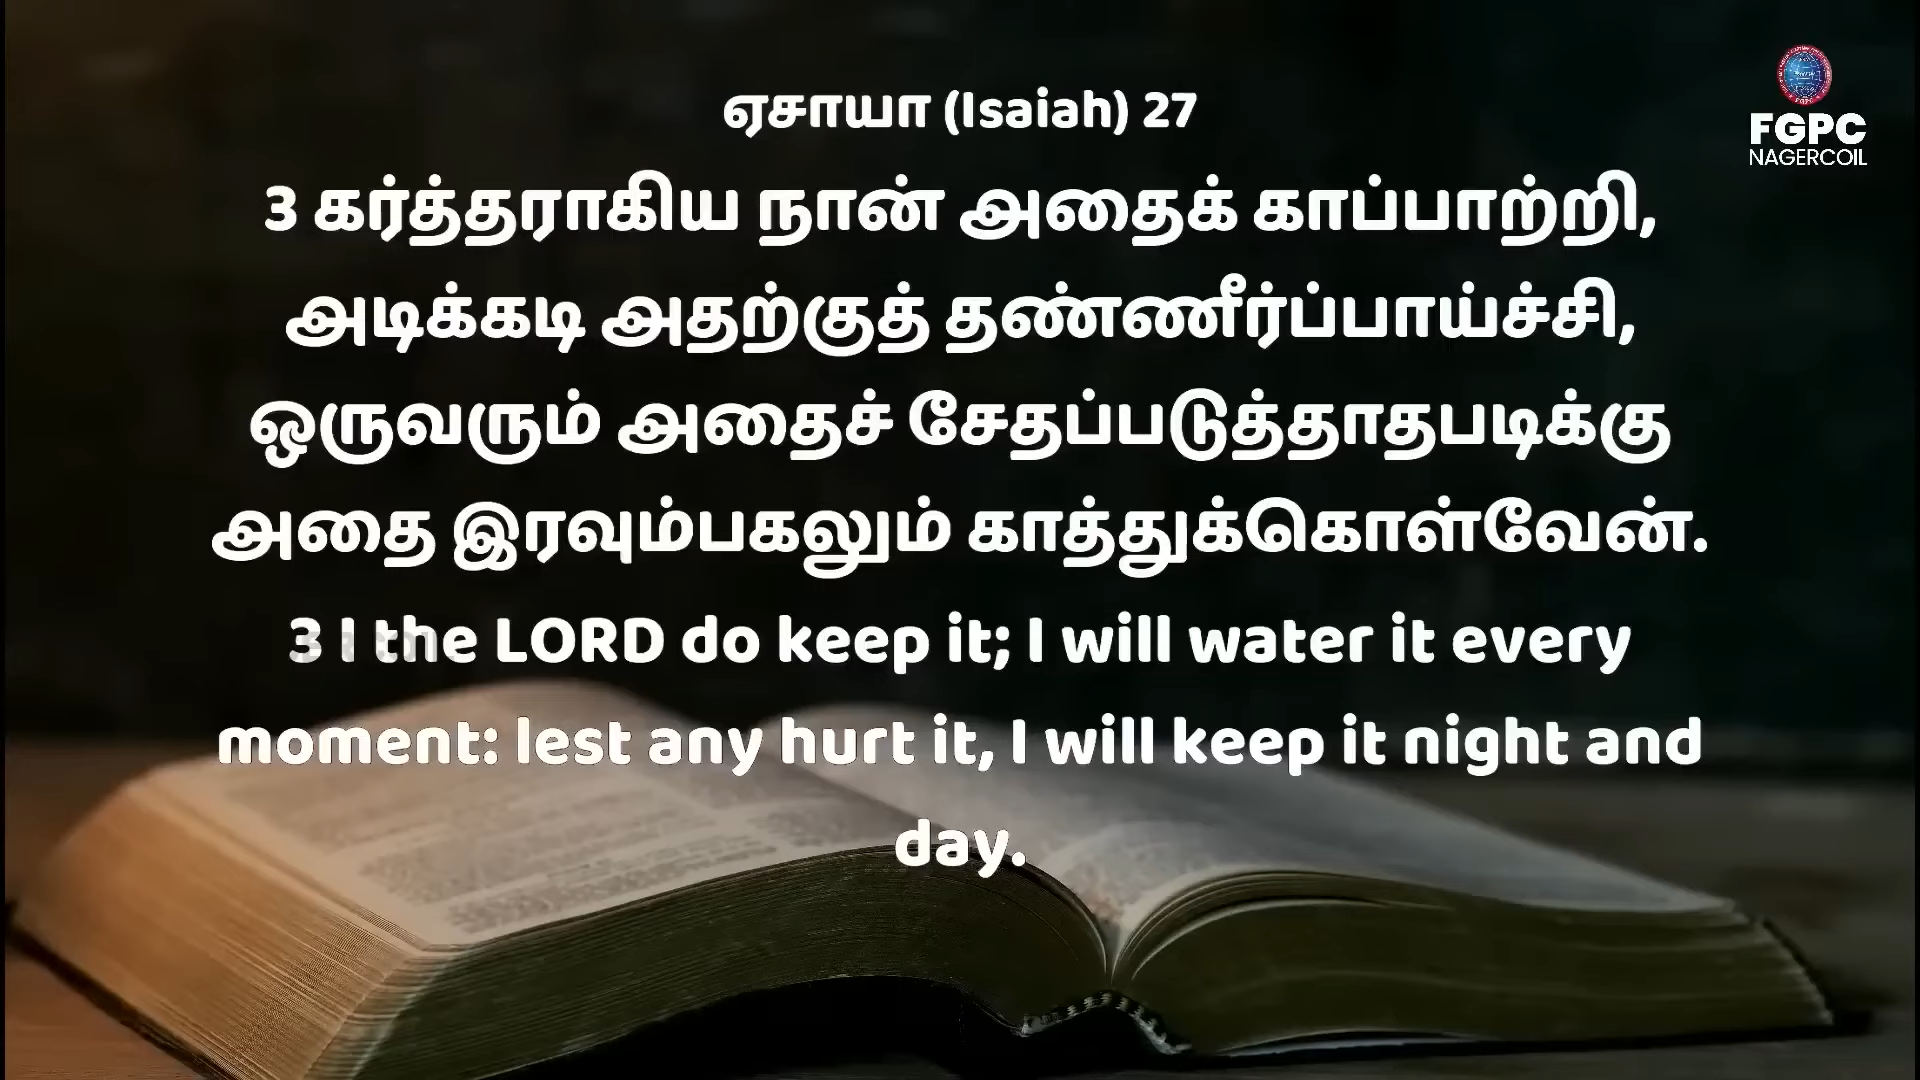 ஏசாயா (Isaiah) 27
FGPC
NAGERCOIL
3 கர்த்தராகிய நான் அதைக் காப்பாற்றி,
அடிக்கடி அதற்குத் தண்ணீர்ப்பாய்ச்சி,
ஒருவரும் அதைச் சேதப்படுத்தாதபடிக்கு
அதை இரவும்பகலும் காத்துக்கொள்வேன்.
3 I the LORD do keep it; I will water it every
moment: lest any hurt it, I will keep it night and
day.